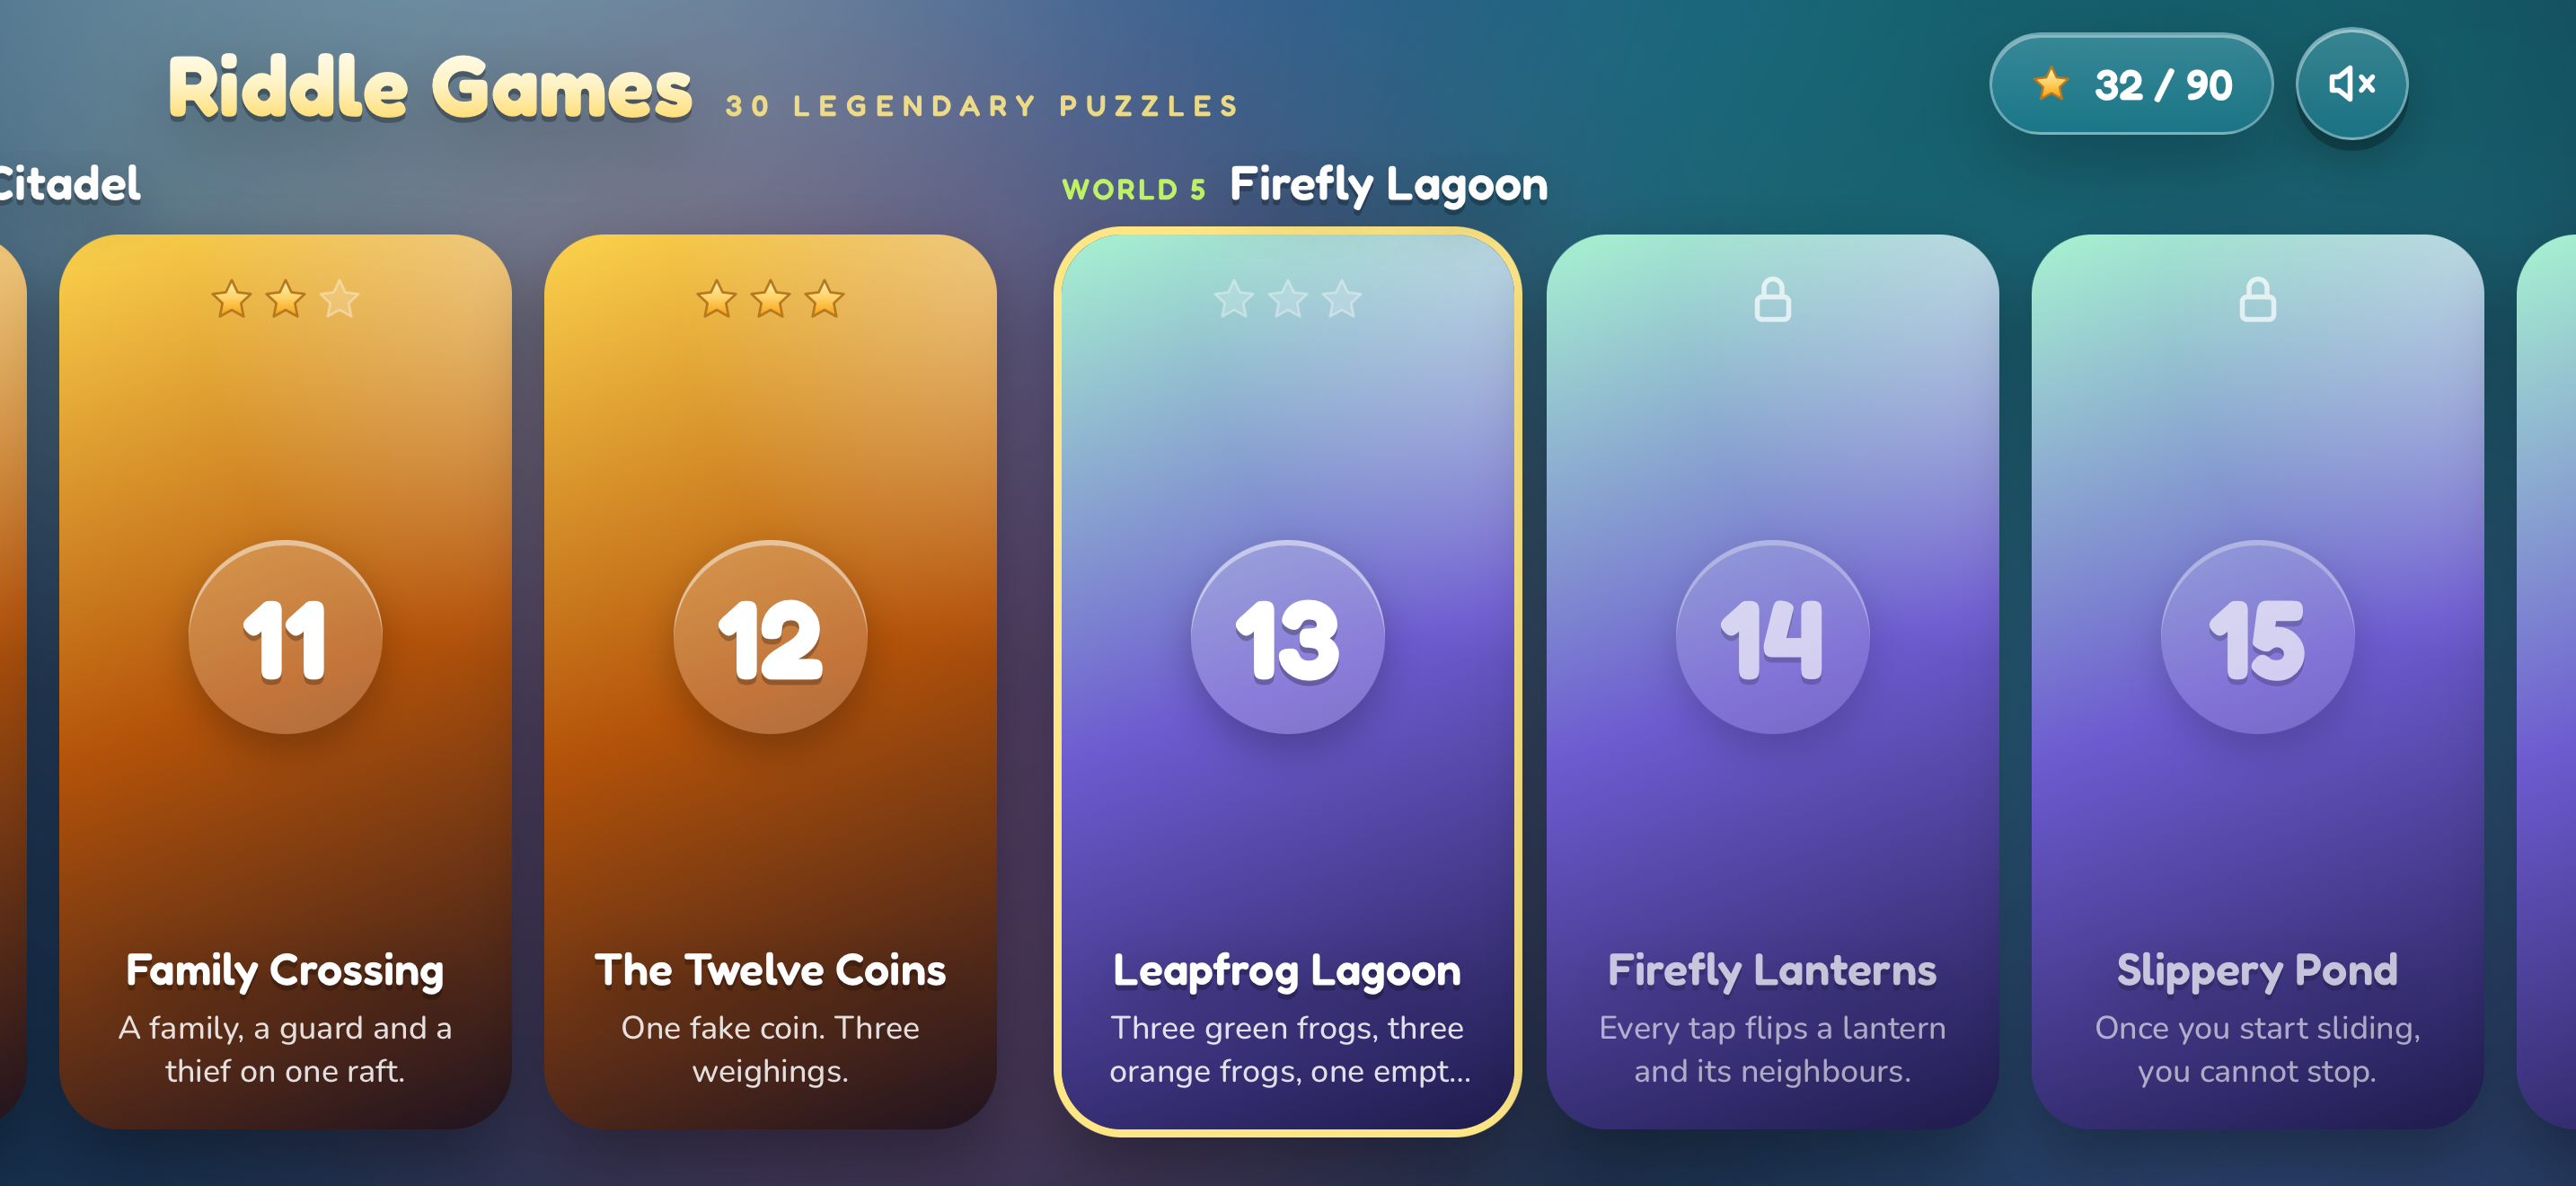 Riddle Games 30 LEGENDARY PUZZLES
32 / 90
Citadel
WORLD 5 Firefly Lagoon
11
Family Crossing
A family, a guard and a
thief on one raft.
12
The Twelve Coins
One fake coin. Three
weighings.
13
Leapfrog Lagoon
Three green frogs, three
orange frogs, one empt...
14
Firefly Lanterns
Every tap flips a lantern
and its neighbours.
15
Slippery Pond
Once you start sliding,
you cannot stop.